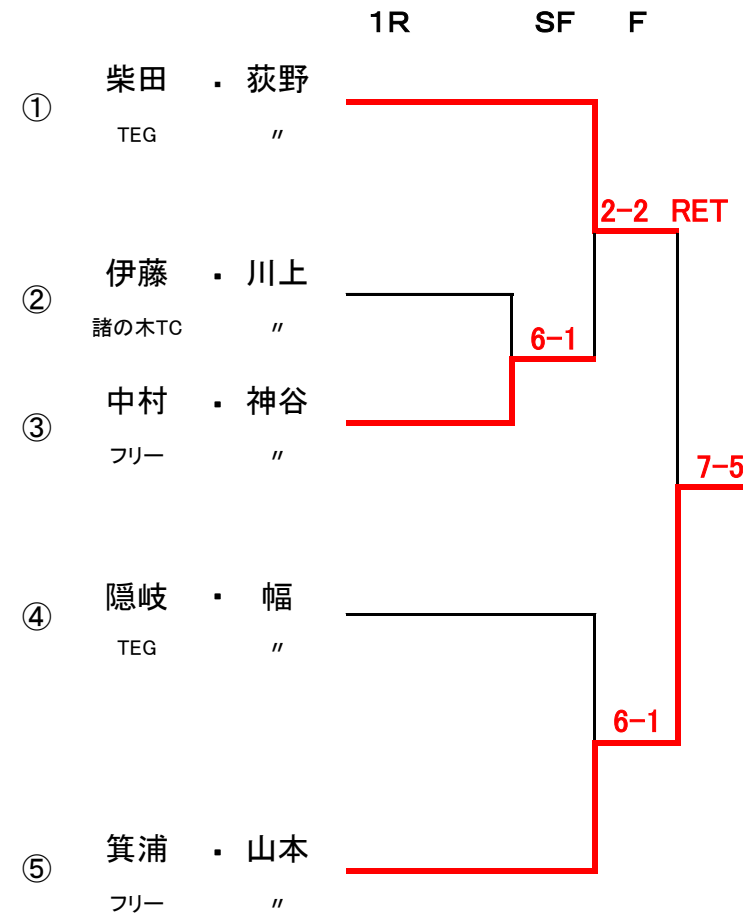 1R SF F
① 柴田 ・ 荻野
TEG 〃
2-2 RET
② 伊藤 ・ 川上
諸の木TC 〃
6-1
③ 中村 ・ 神谷
フリー 〃
7-5
④ 隠岐 ・ 幅
TEG 〃
6-1
⑤ 箕浦 ・ 山本
フリー 〃